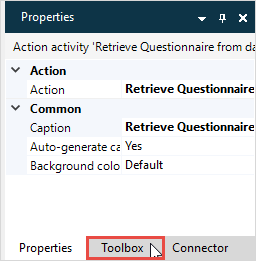 Properties
Action activity 'Retrieve Questionnaire from da
Action
Action Retrieve Questionnaire
Common
Caption Retrieve Questionnaire
Auto-generate ca Yes
Background colo Default
Properties Toolbox Connector